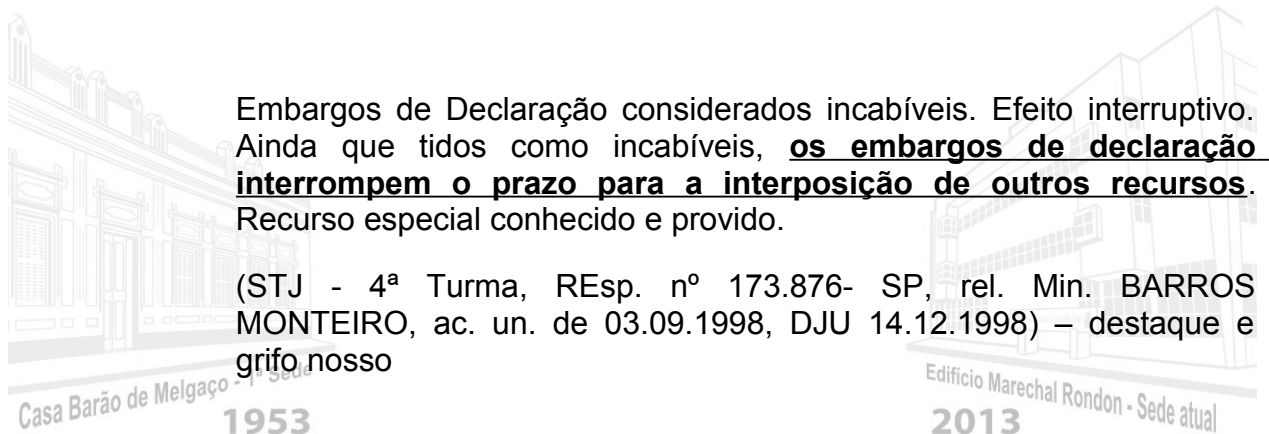 Embargos de Declaração considerados incabíveis. Efeito interruptivo.
Ainda que tidos como incabíveis, os embargos de declaração
interrompem o prazo para a interposição de outros recursos.
Recurso especial conhecido e provido.
(STJ - 4ª Turma, REsp. nº 173.876- SP, rel. Min. BARROS
MONTEIRO, ac. un. de 03.09.1998, DJU 14.12.1998) – destaque e
grifo nosso
Casa Barão de Melgaço - 1ª Sede
1953
Edifício Marechal Rondon - Sede atual
2013